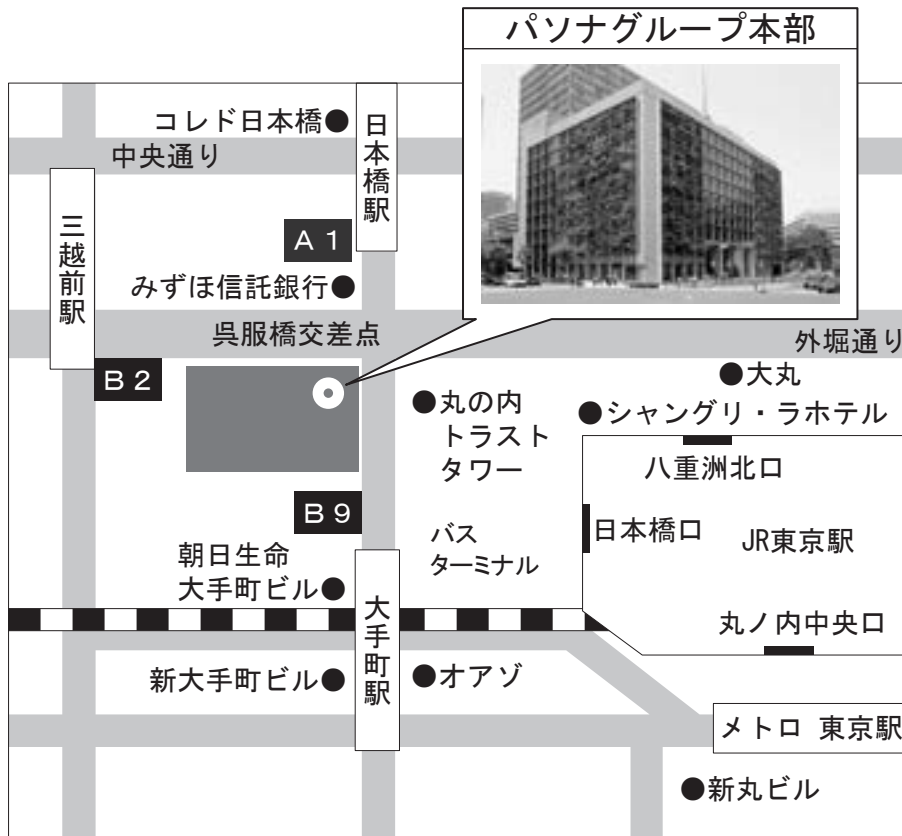 パソナグループ本部
コレド日本橋
日本橋駅
中央通り
三越前駅
A1
みずほ信託銀行
呉服橋交差点
外堀通り
B2
大丸
丸の内
トラスト
タワー
シャングリ・ラホテル
八重洲北口
B9
日本橋口
JR東京駅
バス
ターミナル
朝日生命
大手町ビル
大手町駅
丸ノ内中央口
新大手町ビル
オアゾ
メトロ 東京駅
新丸ビル